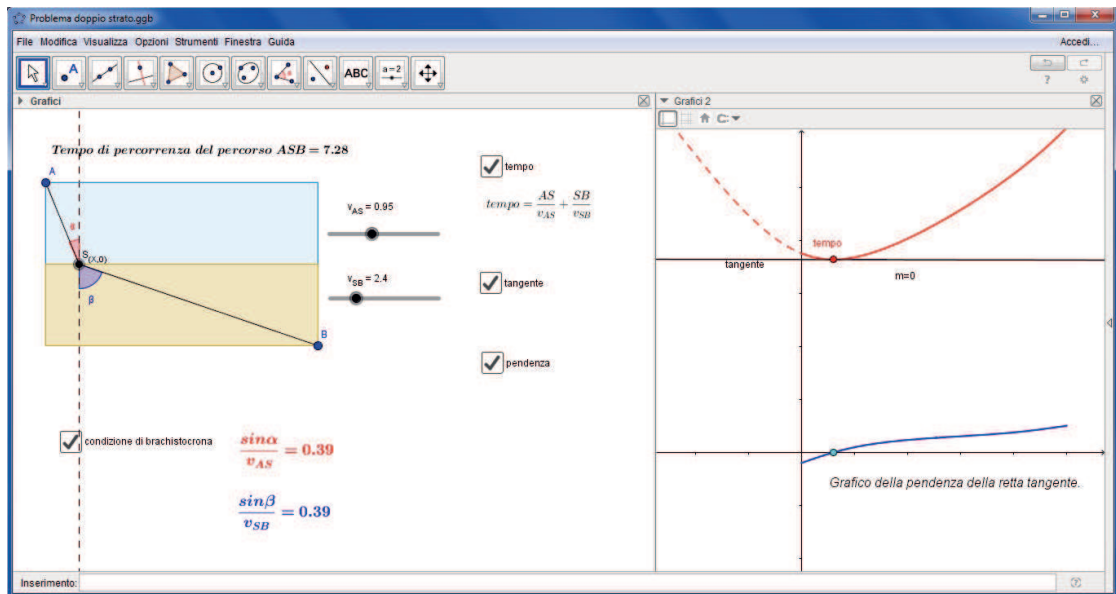 Problema doppio strato.ggb
File Modifica Visualizza Opzioni Strumenti Finestra Guida Accedi...
A ABC a=2
Grafici
Grafici 2
Tempo di percorrenza del percorso ASB = 7.28
A
α
S(X,0)
β
B
v_AS = 0.95
v_SB = 2.4
tempo
tempo = AS/v_AS + SB/v_SB
tangente
pendenza
condizione di brachistocrona
sinα/v_AS = 0.39
sinβ/v_SB = 0.39
tempo
tangente
m=0
Grafico della pendenza della retta tangente.
Inserimento: